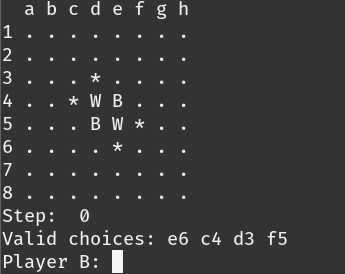 a b c d e f g h
1 . . . . . . . .
2 . . . . . . . .
3 . . . * . . . .
4 . . * W B . . .
5 . . . B W * . .
6 . . . . * . . .
7 . . . . . . . .
8 . . . . . . . .
Step:  0
Valid choices: e6 c4 d3 f5
Player B: